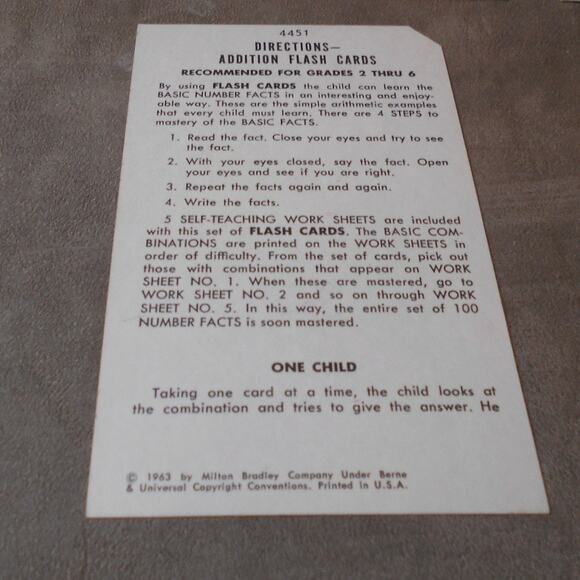 4451
DIRECTIONS—
ADDITION FLASH CARDS
RECOMMENDED FOR GRADES 2 THRU 6
By using FLASH CARDS the child can learn the
BASIC NUMBER FACTS in an interesting and enjoy-
able way. These are the simple arithmetic examples
that every child must learn. There are 4 STEPS to
mastery of the BASIC FACTS.
1. Read the fact. Close your eyes and try to see
the fact.
2. With your eyes closed, say the fact. Open
your eyes and see if you are right.
3. Repeat the facts again and again.
4. Write the facts.
5 SELF-TEACHING WORK SHEETS are included
with this set of FLASH CARDS. The BASIC COM-
BINATIONS are printed on the WORK SHEETS in
order of difficulty. From the set of cards, pick out
those with combinations that appear on WORK
SHEET NO. 1. When these are mastered, go to
WORK SHEET NO. 2 and so on through WORK
SHEET NO. 5. In this way, the entire set of 100
NUMBER FACTS is soon mastered.
ONE CHILD
Taking one card at a time, the child looks at
the combination and tries to give the answer. He
© 1963 by Milton Bradley Company Under Berne
& Universal Copyright Conventions. Printed in U.S.A.